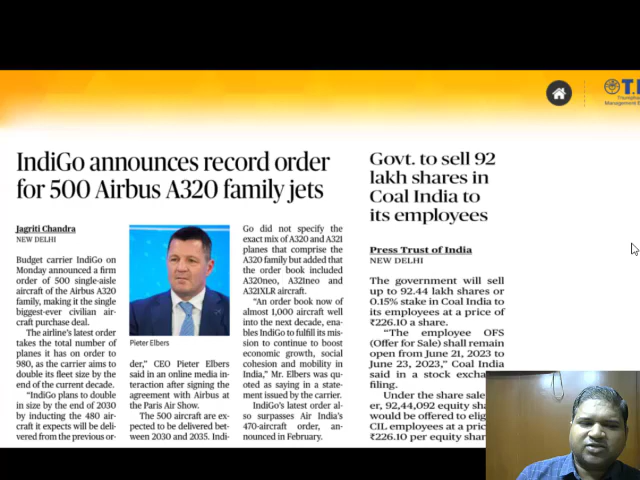 T.I
IndiGo announces record order
for 500 Airbus A320 family jets
Jagriti Chandra
NEW DELHI
Budget carrier IndiGo on
Monday announced a firm
order of 500 single-aisle
aircraft of the Airbus A320
family, making it the single
biggest-ever civilian air-
craft purchase deal.
The airline's latest order
takes the total number of
planes it has on order to
980, as the carrier aims to
double its fleet size by the
end of the current decade.
"IndiGo plans to double
in size by the end of 2030
by inducting the 480 air-
craft it expects will be de-
livered from the previous or-
Pieter Elbers
der," CEO Pieter Elbers
said in an online media in-
teraction after signing the
agreement with Airbus at
the Paris Air Show.
The 500 aircraft are ex-
pected to be delivered bet-
ween 2030 and 2035. Indi-
Go did not specify the
exact mix of A320 and A321
planes that comprise the
A320 family but added that
the order book included
A320neo, A321neo and
A321XLR aircraft.
"An order book now of
almost 1,000 aircraft well
into the next decade, ena-
bles IndiGo to fulfil its mis-
sion to continue to boost
economic growth, social
cohesion and mobility in
India," Mr. Elbers was qu-
oted as saying in a state-
ment issued by the carrier.
IndiGo's latest order al-
so surpasses Air India's
470-aircraft order, an-
nounced in February.
Govt. to sell 92
lakh shares in
Coal India to
its employees
Press Trust of India
NEW DELHI
The government will sell
up to 92.44 lakh shares or
0.15% stake in Coal India to
its employees at a price of
₹226.10 a share.
"The employee OFS
(Offer for Sale) shall remain
open from June 21, 2023 to
June 23, 2023," Coal India
said in a stock exchan
filing.
Under the share sale
er, 92,44,092 equity shar
would be offered to elig
CIL employees at a price
₹226.10 per equity shar